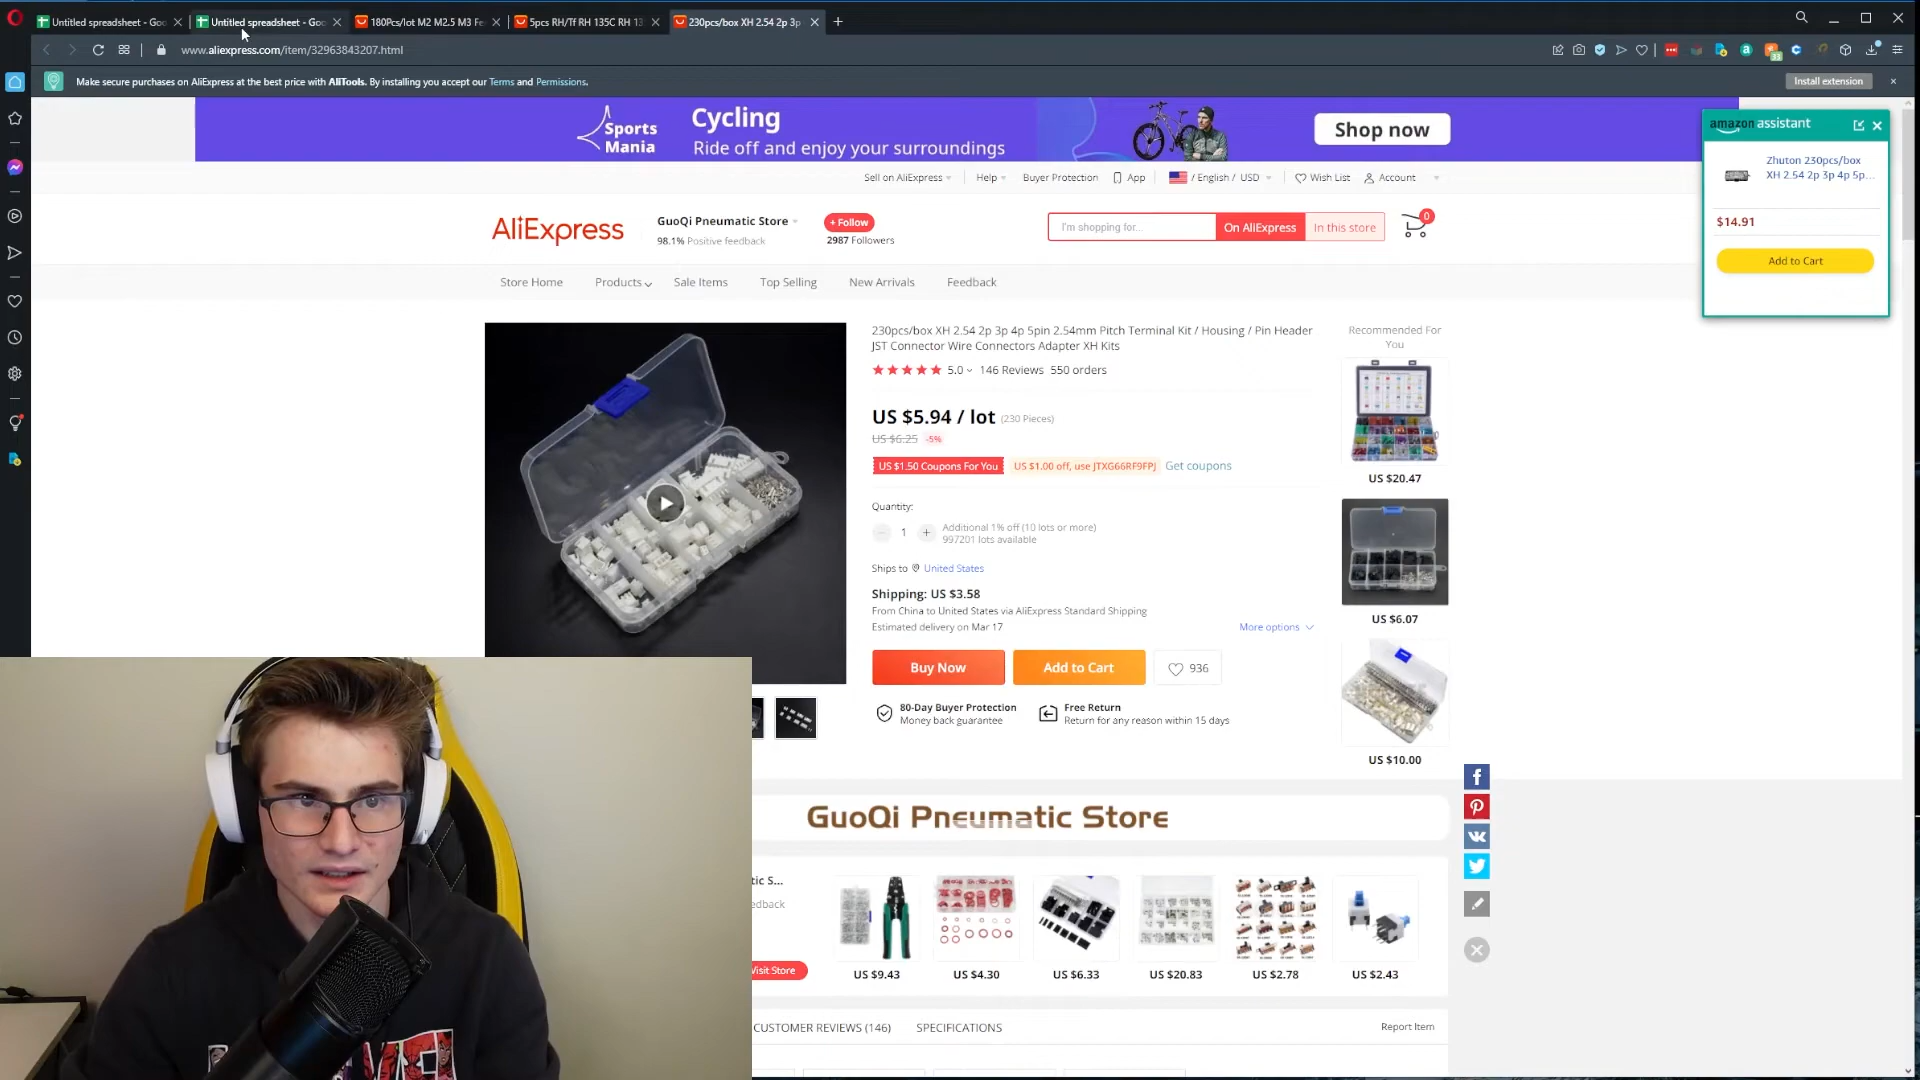 Untitled spreadsheet - Goo
Untitled spreadsheet - Goo
180Pcs/lot M2 M2.5 M3 Fe
5pcs RH/Tf RH 135C RH 13
230pcs/box XH 2.54 2p 3p
www.aliexpress.com/item/32963843207.html
33
Make secure purchases on AliExpress at the best price with AliTools. By installing you accept our Terms and Permissions.
Install extension
Sports
Mania
Cycling
Ride off and enjoy your surroundings
Shop now
amazon assistant
Zhuton 230pcs/box
XH 2.54 2p 3p 4p 5p...
$14.91
Add to Cart
Sell on AliExpress
Help
Buyer Protection
App
/ English / USD
Wish List
Account
AliExpress
GuoQi Pneumatic Store
98.1% Positive feedback
+ Follow
2987 Followers
I'm shopping for...
On AliExpress
In this store
0
Store Home
Products
Sale Items
Top Selling
New Arrivals
Feedback
230pcs/box XH 2.54 2p 3p 4p 5pin 2.54mm Pitch Terminal Kit / Housing / Pin Header
JST Connector Wire Connectors Adapter XH Kits
5.0
146 Reviews
550 orders
US $5.94 / lot (230 Pieces)
US $6.25 -5%
US $1.50 Coupons For You
US $1.00 off, use JTXG66RF9FPJ
Get coupons
Quantity:
1
Additional 1% off (10 lots or more)
997201 lots available
Ships to United States
Shipping: US $3.58
From China to United States via AliExpress Standard Shipping
Estimated delivery on Mar 17
More options
Buy Now
Add to Cart
936
80-Day Buyer Protection
Money back guarantee
Free Return
Return for any reason within 15 days
Recommended For
You
US $20.47
US $6.07
US $10.00
GuoQi Pneumatic Store
tic S...
edback
Visit Store
US $9.43
US $4.30
US $6.33
US $20.83
US $2.78
US $2.43
CUSTOMER REVIEWS (146)
SPECIFICATIONS
Report Item